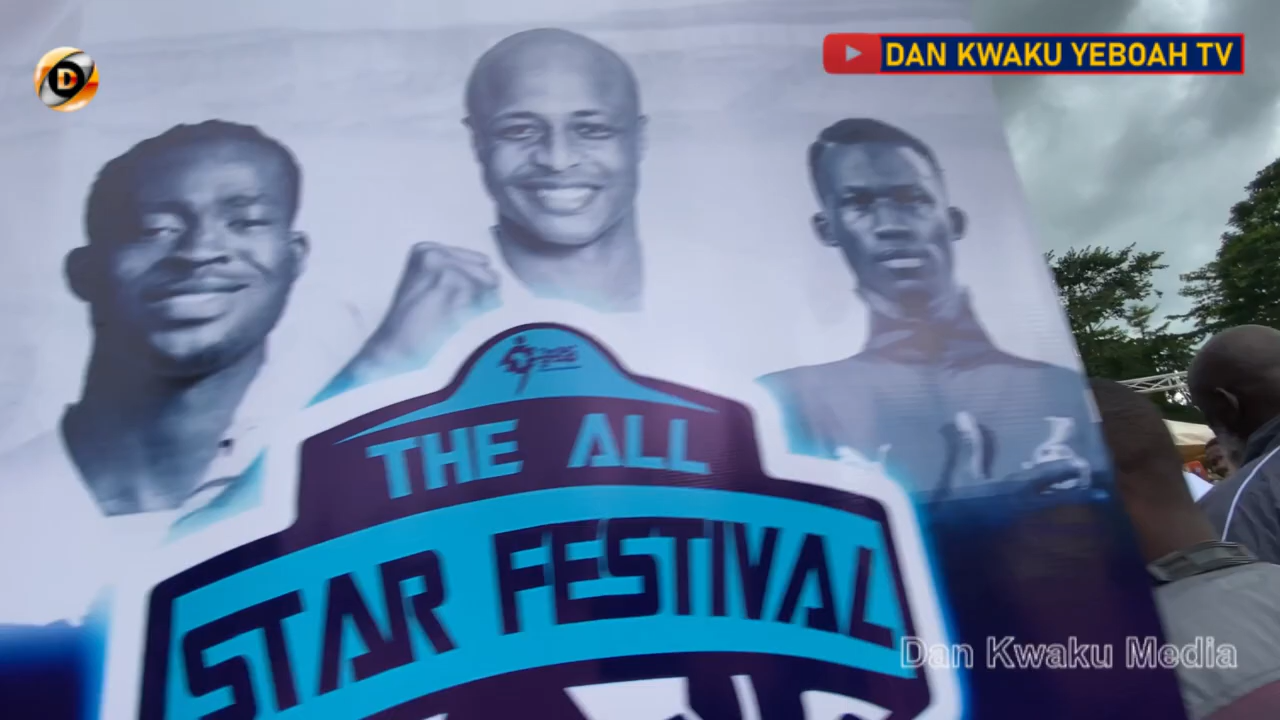 D
DAN KWAKU YEBOAH TV
THE ALL
STAR FESTIVAL
Dan Kwaku Media